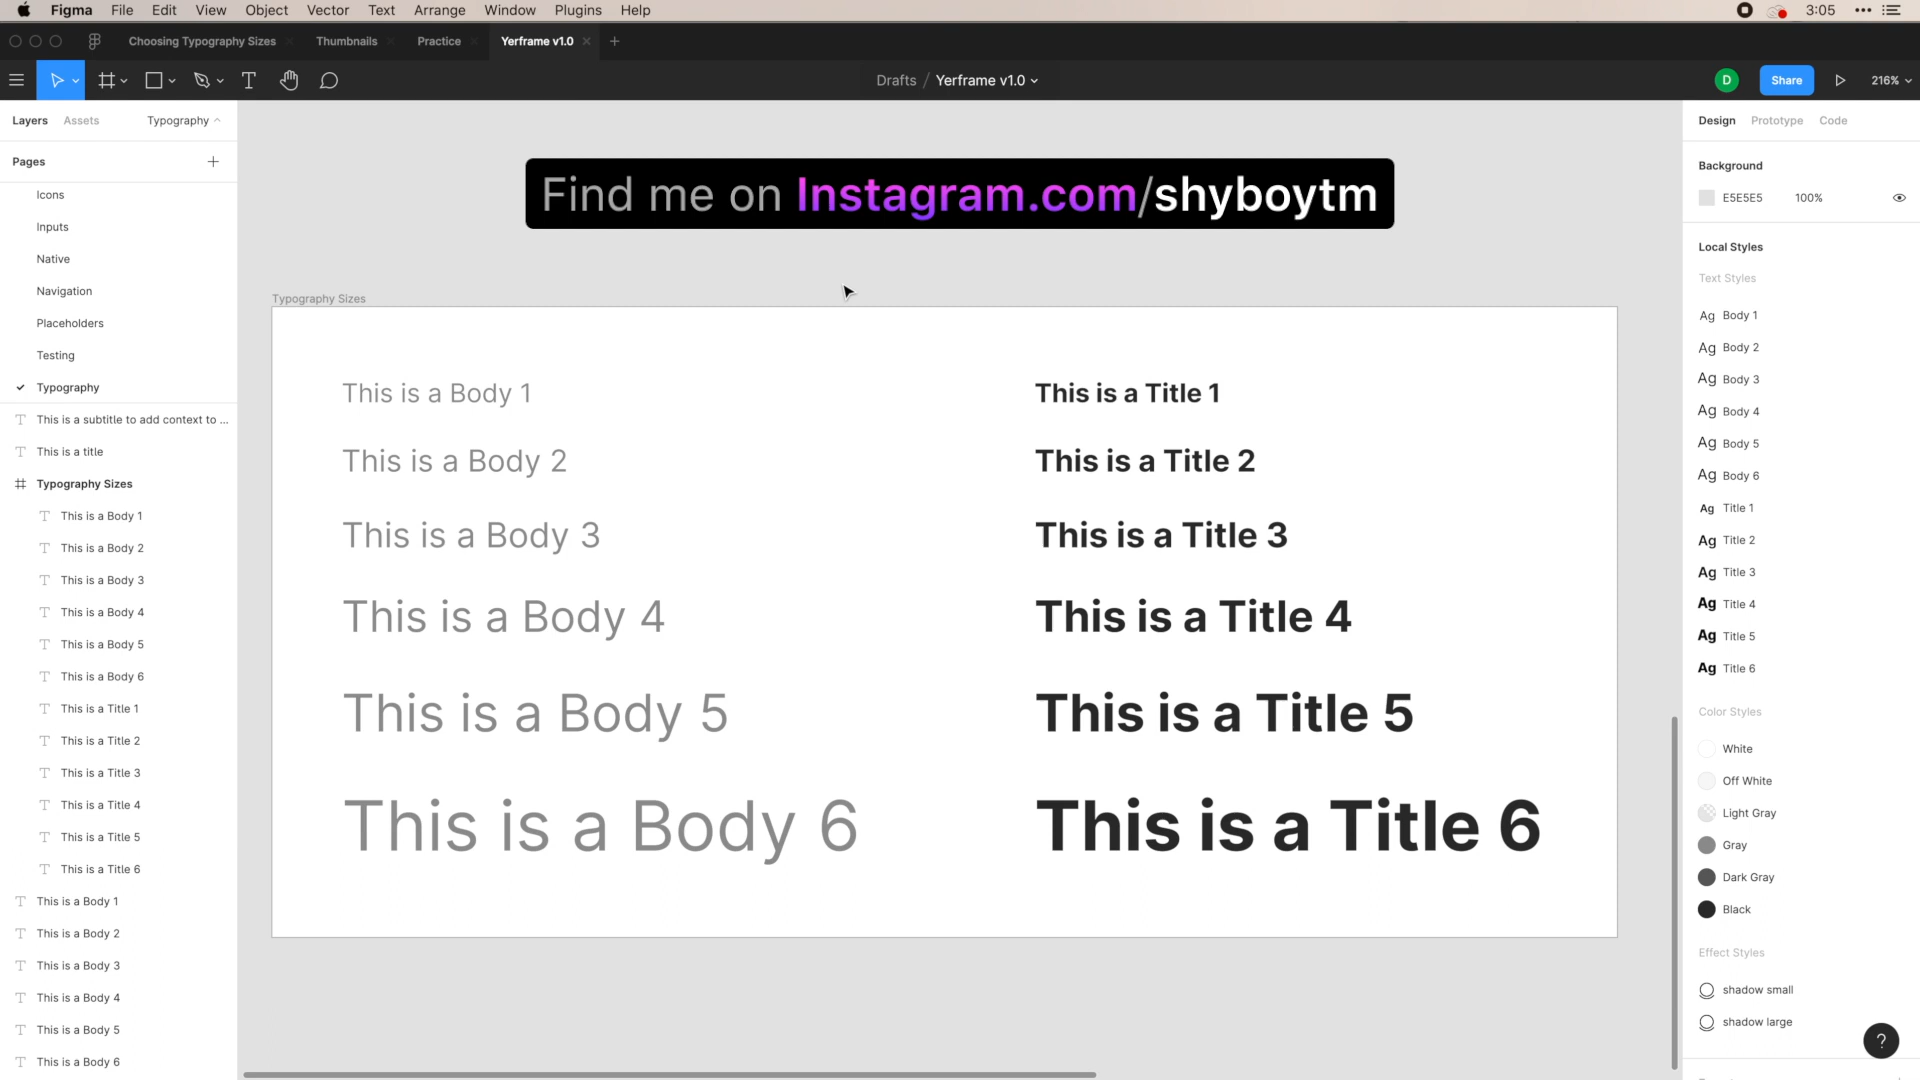 Figma File Edit View Object Vector Text Arrange Window Plugins Help 3:05
Choosing Typography Sizes Thumbnails Practice Yerframe v1.0
Drafts / Yerframe v1.0 D Share 216%
Layers Assets Typography
Pages
Icons
Inputs
Native
Navigation
Placeholders
Testing
Typography
This is a subtitle to add context to ...
This is a title
Typography Sizes
This is a Body 1
This is a Body 2
This is a Body 3
This is a Body 4
This is a Body 5
This is a Body 6
This is a Title 1
This is a Title 2
This is a Title 3
This is a Title 4
This is a Title 5
This is a Title 6
This is a Body 1
This is a Body 2
This is a Body 3
This is a Body 4
This is a Body 5
This is a Body 6
Find me on Instagram.com/shyboytm
Typography Sizes
This is a Body 1
This is a Body 2
This is a Body 3
This is a Body 4
This is a Body 5
This is a Body 6
This is a Title 1
This is a Title 2
This is a Title 3
This is a Title 4
This is a Title 5
This is a Title 6
Design Prototype Code
Background
E5E5E5 100%
Local Styles
Text Styles
Ag Body 1
Ag Body 2
Ag Body 3
Ag Body 4
Ag Body 5
Ag Body 6
Ag Title 1
Ag Title 2
Ag Title 3
Ag Title 4
Ag Title 5
Ag Title 6
Color Styles
White
Off White
Light Gray
Gray
Dark Gray
Black
Effect Styles
shadow small
shadow large
?